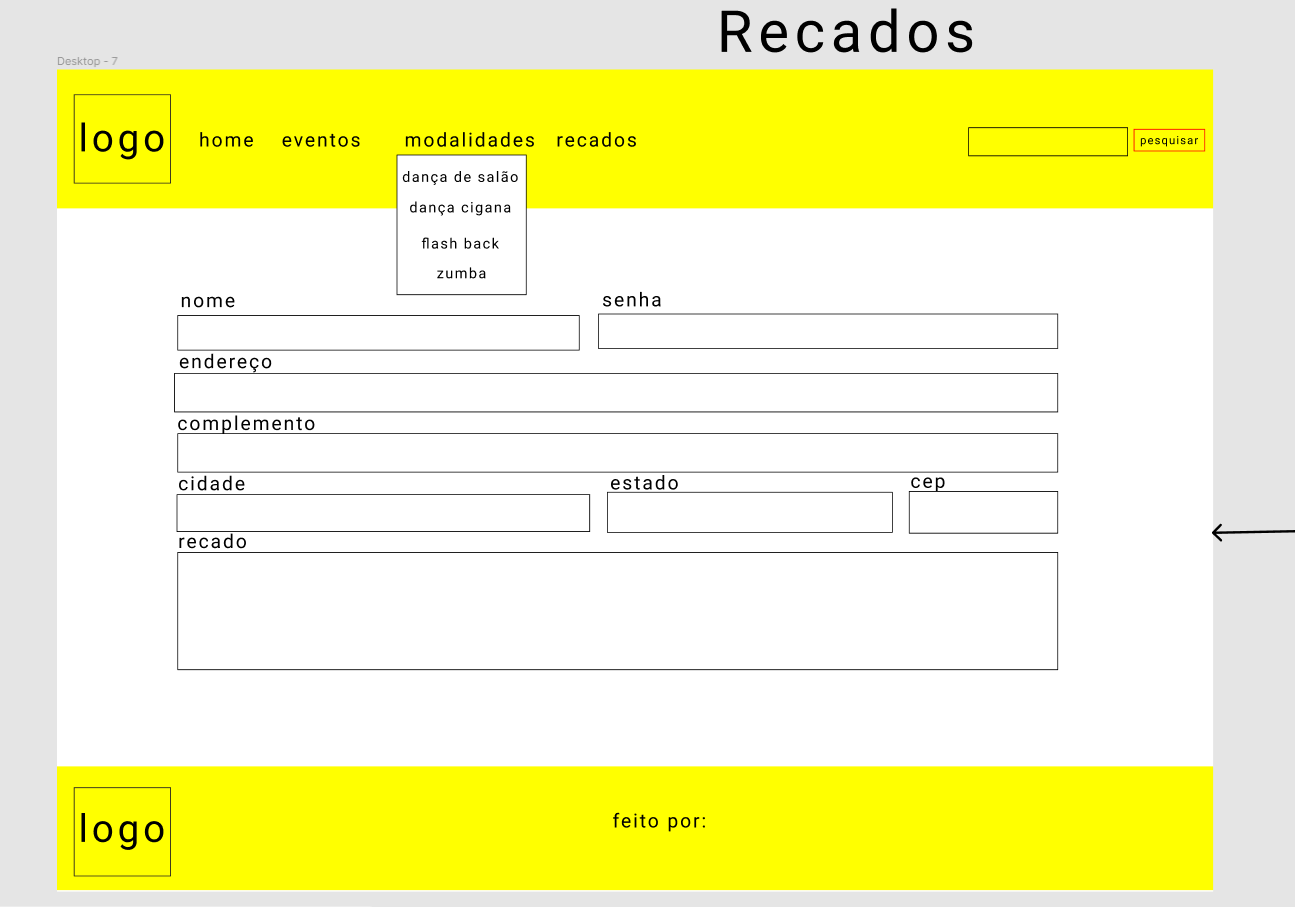 Recados
Desktop - 7
logo
home eventos modalidades recados
pesquisar
dança de salão
dança cigana
flash back
zumba
nome senha
endereço
complemento
cidade estado cep
recado
logo
feito por: